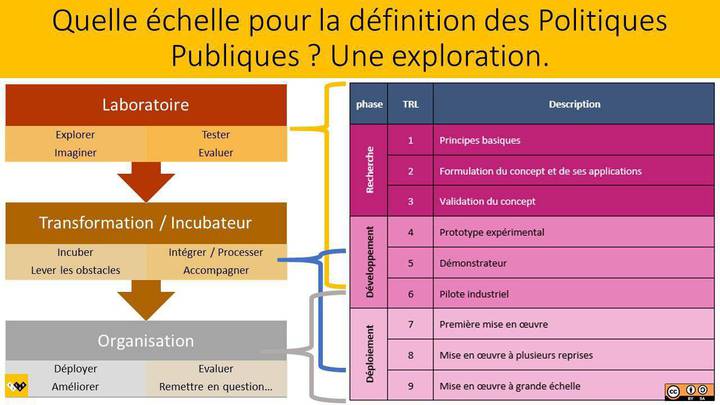 Quelle échelle pour la définition des Politiques
Publiques ? Une exploration.
Laboratoire
Explorer
Imaginer
Tester
Evaluer
Transformation / Incubateur
Incuber
Lever les obstacles
Intégrer / Processer
Accompagner
Organisation
Déployer
Améliorer
Evaluer
Remettre en question...
phase TRL Description
Recherche
1 Principes basiques
2 Formulation du concept et de ses applications
3 Validation du concept
Développement
4 Prototype expérimental
5 Démonstrateur
6 Pilote industriel
Déploiement
7 Première mise en œuvre
8 Mise en œuvre à plusieurs reprises
9 Mise en œuvre à grande échelle
cc
BY SA